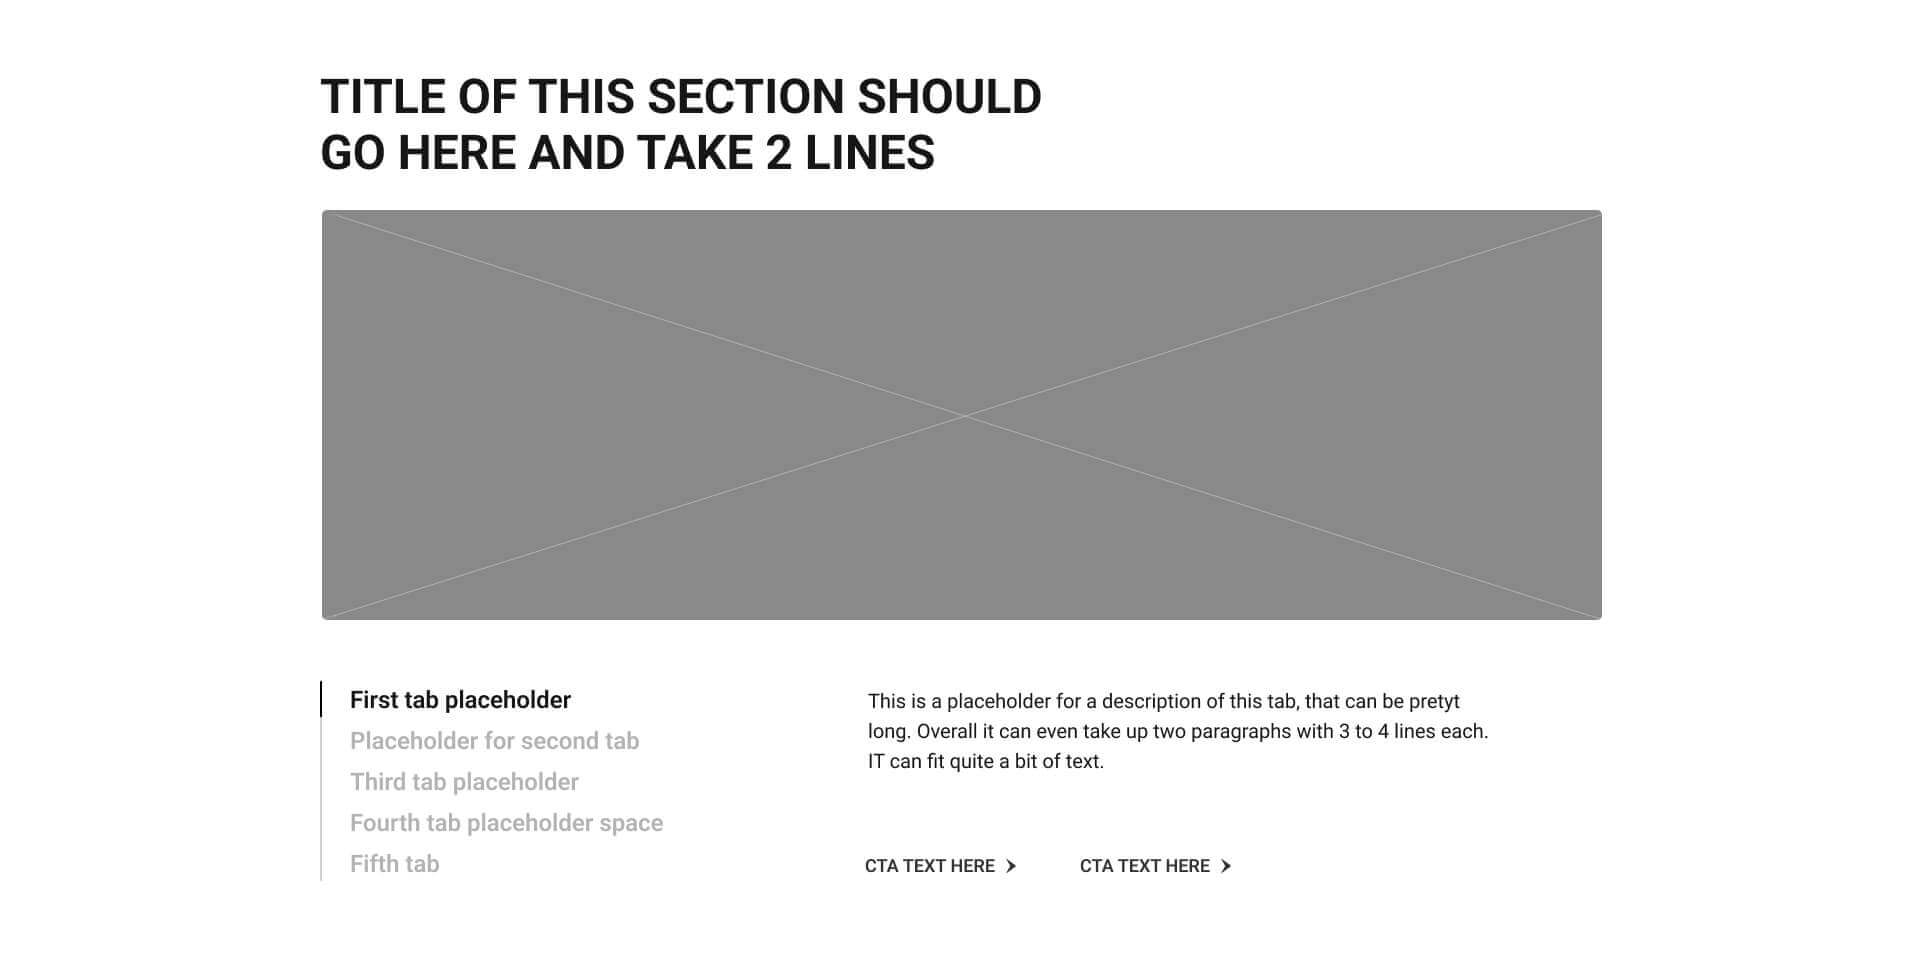 TITLE OF THIS SECTION SHOULD
GO HERE AND TAKE 2 LINES
First tab placeholder
Placeholder for second tab
Third tab placeholder
Fourth tab placeholder space
Fifth tab
This is a placeholder for a description of this tab, that can be pretyt
long. Overall it can even take up two paragraphs with 3 to 4 lines each.
IT can fit quite a bit of text.
CTA TEXT HERE
CTA TEXT HERE